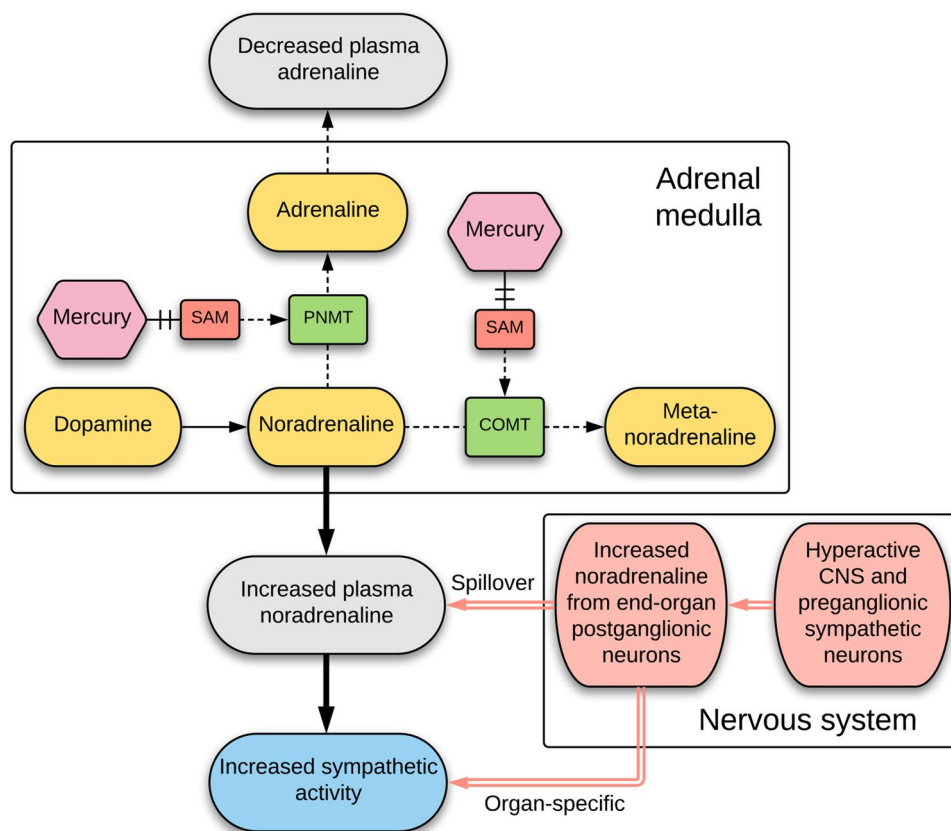 Decreased plasma
adrenaline
Adrenal
medulla
Adrenaline
Mercury
Mercury
SAM
PNMT
SAM
Dopamine
Noradrenaline
COMT
Meta-
noradrenaline
Increased plasma
noradrenaline
Spillover
Increased
noradrenaline
from end-organ
postganglionic
neurons
Hyperactive
CNS and
preganglionic
sympathetic
neurons
Nervous system
Increased sympathetic
activity
Organ-specific